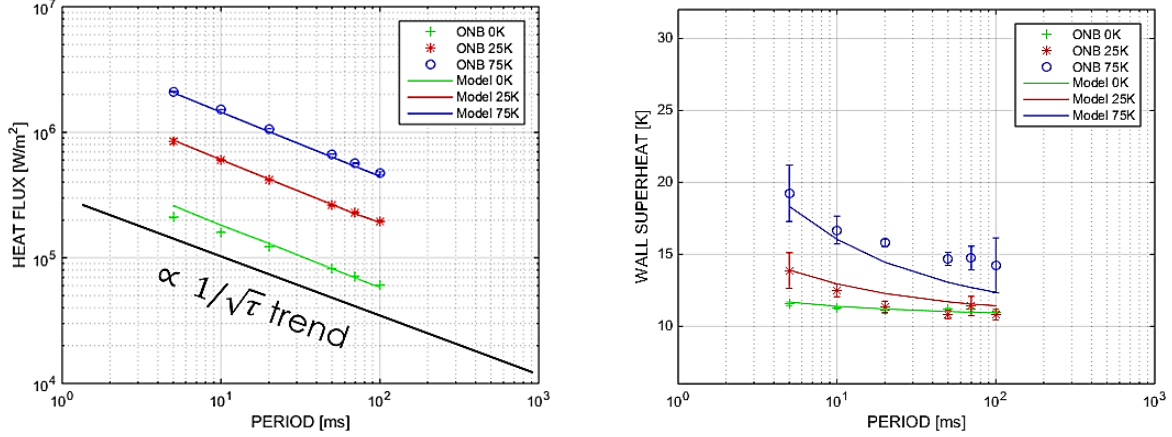 10^7
10^6
10^5
10^4
HEAT FLUX [W/m^2]
ONB 0K
ONB 25K
ONB 75K
Model 0K
Model 25K
Model 75K
∝ 1/√τ trend
10^0 10^1 10^2 10^3
PERIOD [ms]
30
25
20
15
10
WALL SUPERHEAT [K]
ONB 0K
ONB 25K
ONB 75K
Model 0K
Model 25K
Model 75K
10^0 10^1 10^2 10^3
PERIOD [ms]